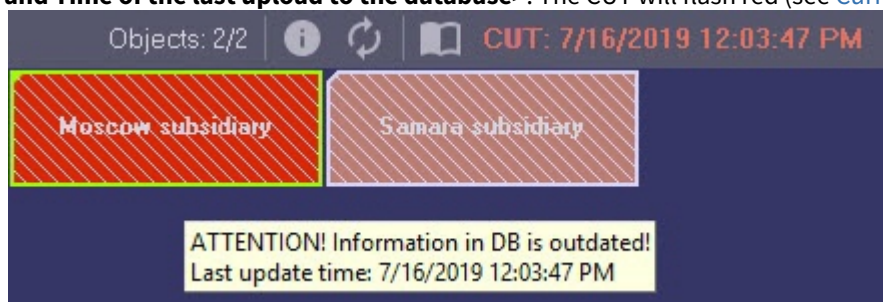 and Time of the last upload to the database>. The CUT will flash red (see
Objects: 2/2 CUT: 7/16/2019 12:03:47 PM
Moscow subsidiary Samara subsidiary
ATTENTION! Information in DB is outdated!
Last update time: 7/16/2019 12:03:47 PM